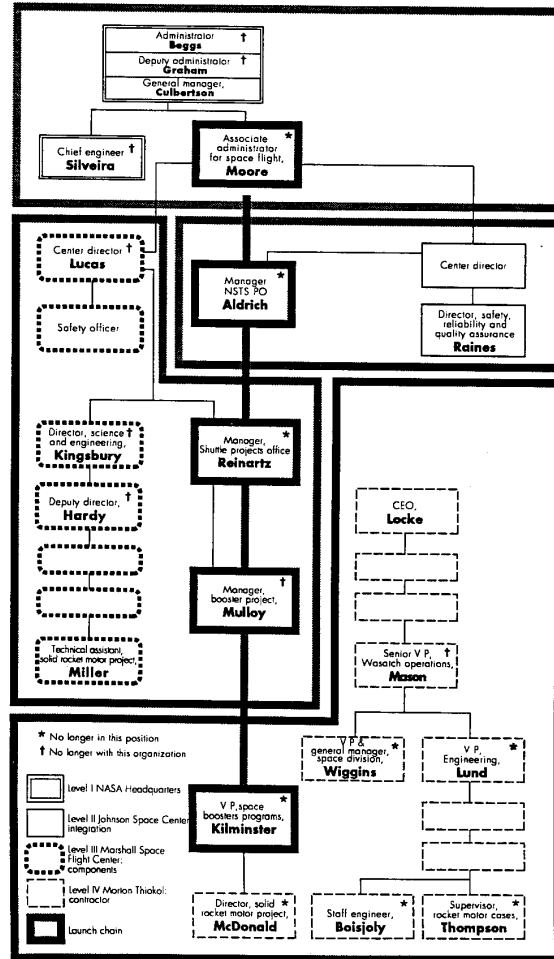 Administrator †
Beggs
Deputy administrator †
Graham
General manager,
Culbertson
Chief engineer †
Silveira
Associate *
administrator
for space flight,
Moore
Center director †
Lucas
Safety officer
Manager *
NSTS PO
Aldrich
Center director
Director, safety,
reliability and
quality assurance
Raines
Director, science †
and engineering,
Kingsbury
Manager, *
Shuttle projects office
Reinartz
Deputy director, †
Hardy
CEO,
Locke
Manager, †
booster project,
Mulloy
Technical assistant,
solid rocket motor project,
Miller
Senior V P, †
Wasatch operations,
Mason
* No longer in this position
† No longer with this organization
V P & *
general manager,
space division,
Wiggins
V P, *
Engineering,
Lund
Level I NASA Headquarters
Level II Johnson Space Center:
integration
Level III Marshall Space
Flight Center:
components
Level IV Morton Thiokol:
contractor
Launch chain
V P, space *
boosters programs,
Kilminster
Director, solid *
rocket motor project,
McDonald
Staff engineer, *
Boisjoly
Supervisor, *
rocket motor cases,
Thompson